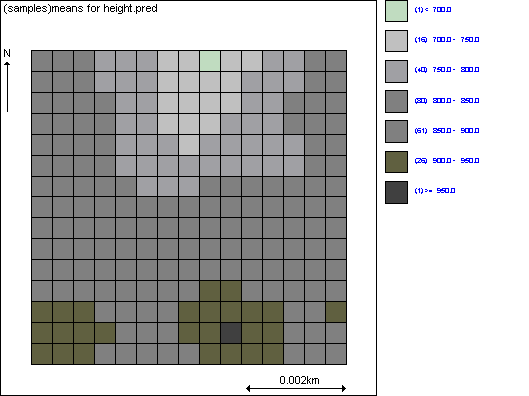 (samples)means for height.pred
N
(1) < 700.0
(16) 700.0 - 750.0
(40) 750.0 - 800.0
(80) 800.0 - 850.0
(61) 850.0 - 900.0
(26) 900.0 - 950.0
(1) >= 950.0
0.002km